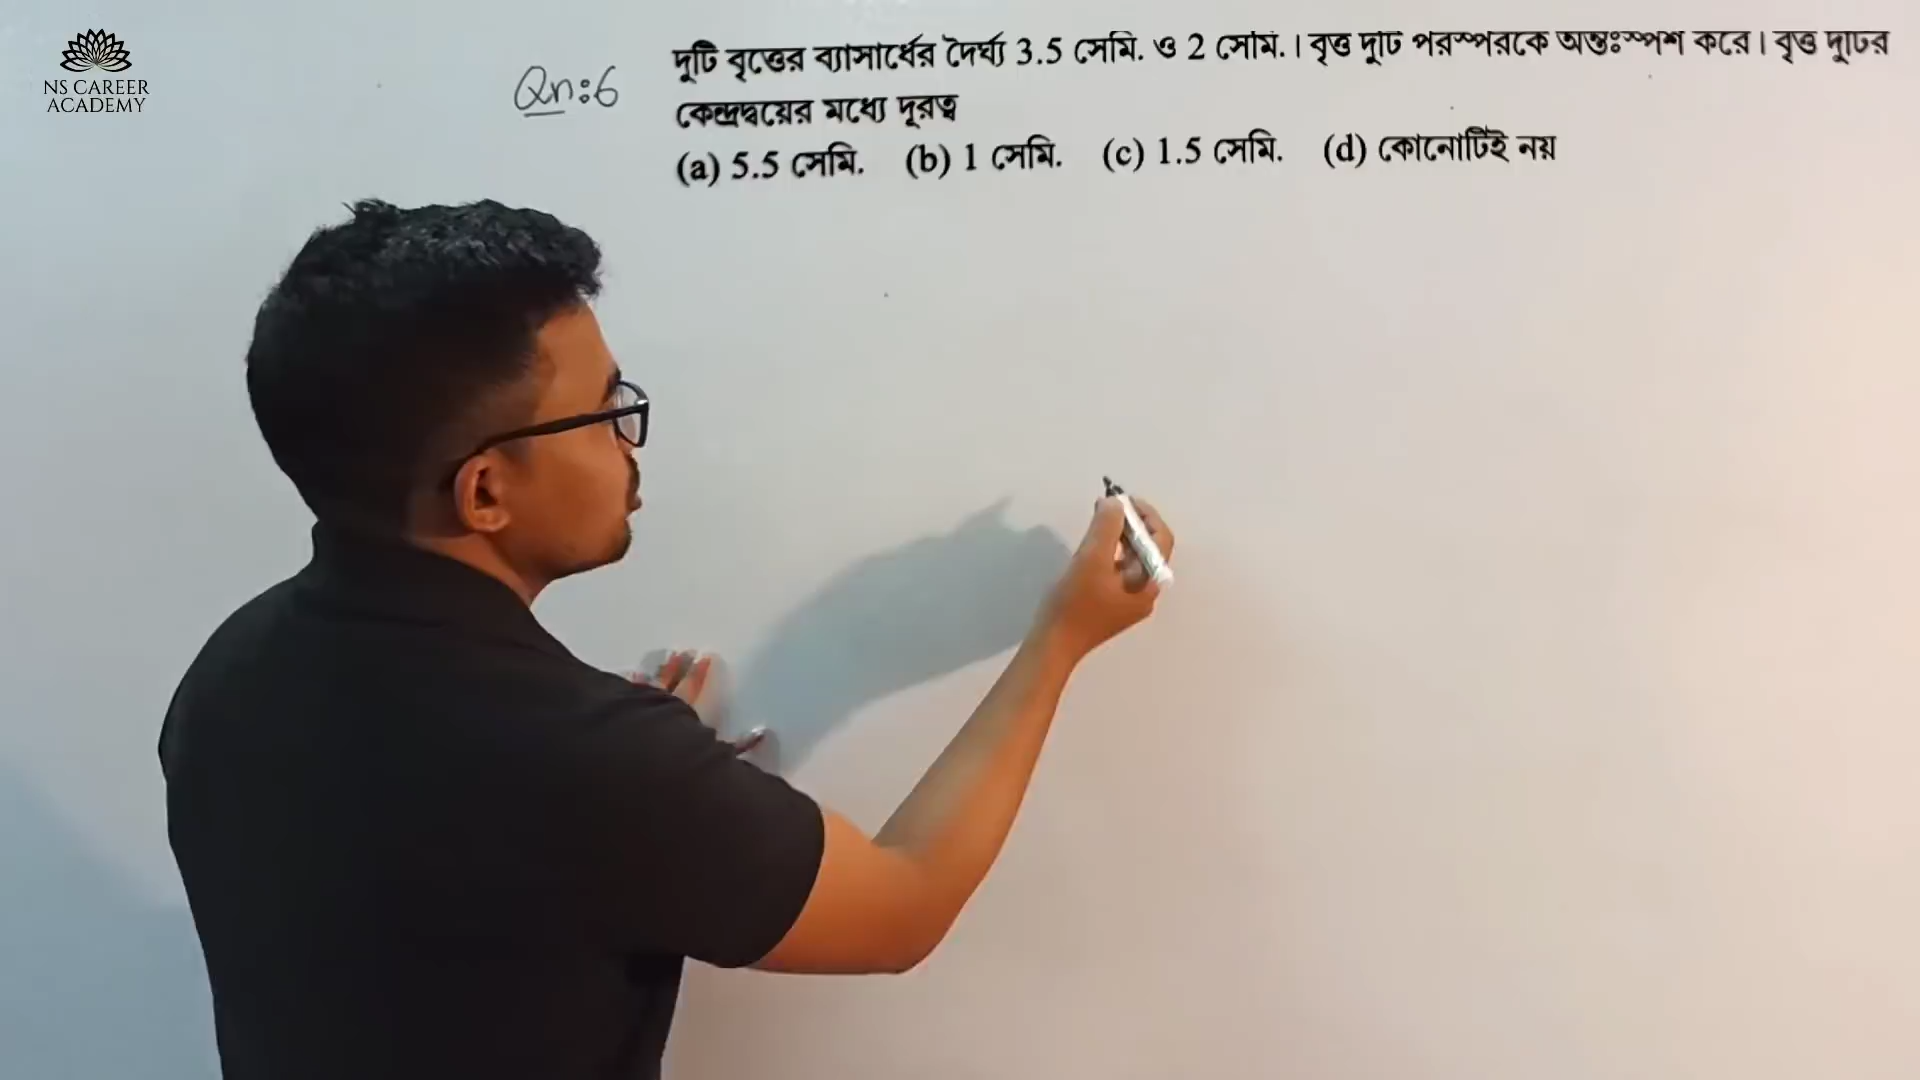 NS CAREER
ACADEMY
Qn:6
দুটি বৃত্তের ব্যাসার্ধের দৈর্ঘ্য 3.5 সেমি. ও 2 সেমি.। বৃত্ত দুটি পরস্পরকে অন্তঃস্পর্শ করে। বৃত্ত দুটির
কেন্দ্রদ্বয়ের মধ্যে দূরত্ব
(a) 5.5 সেমি. (b) 1 সেমি. (c) 1.5 সেমি. (d) কোনোটিই নয়